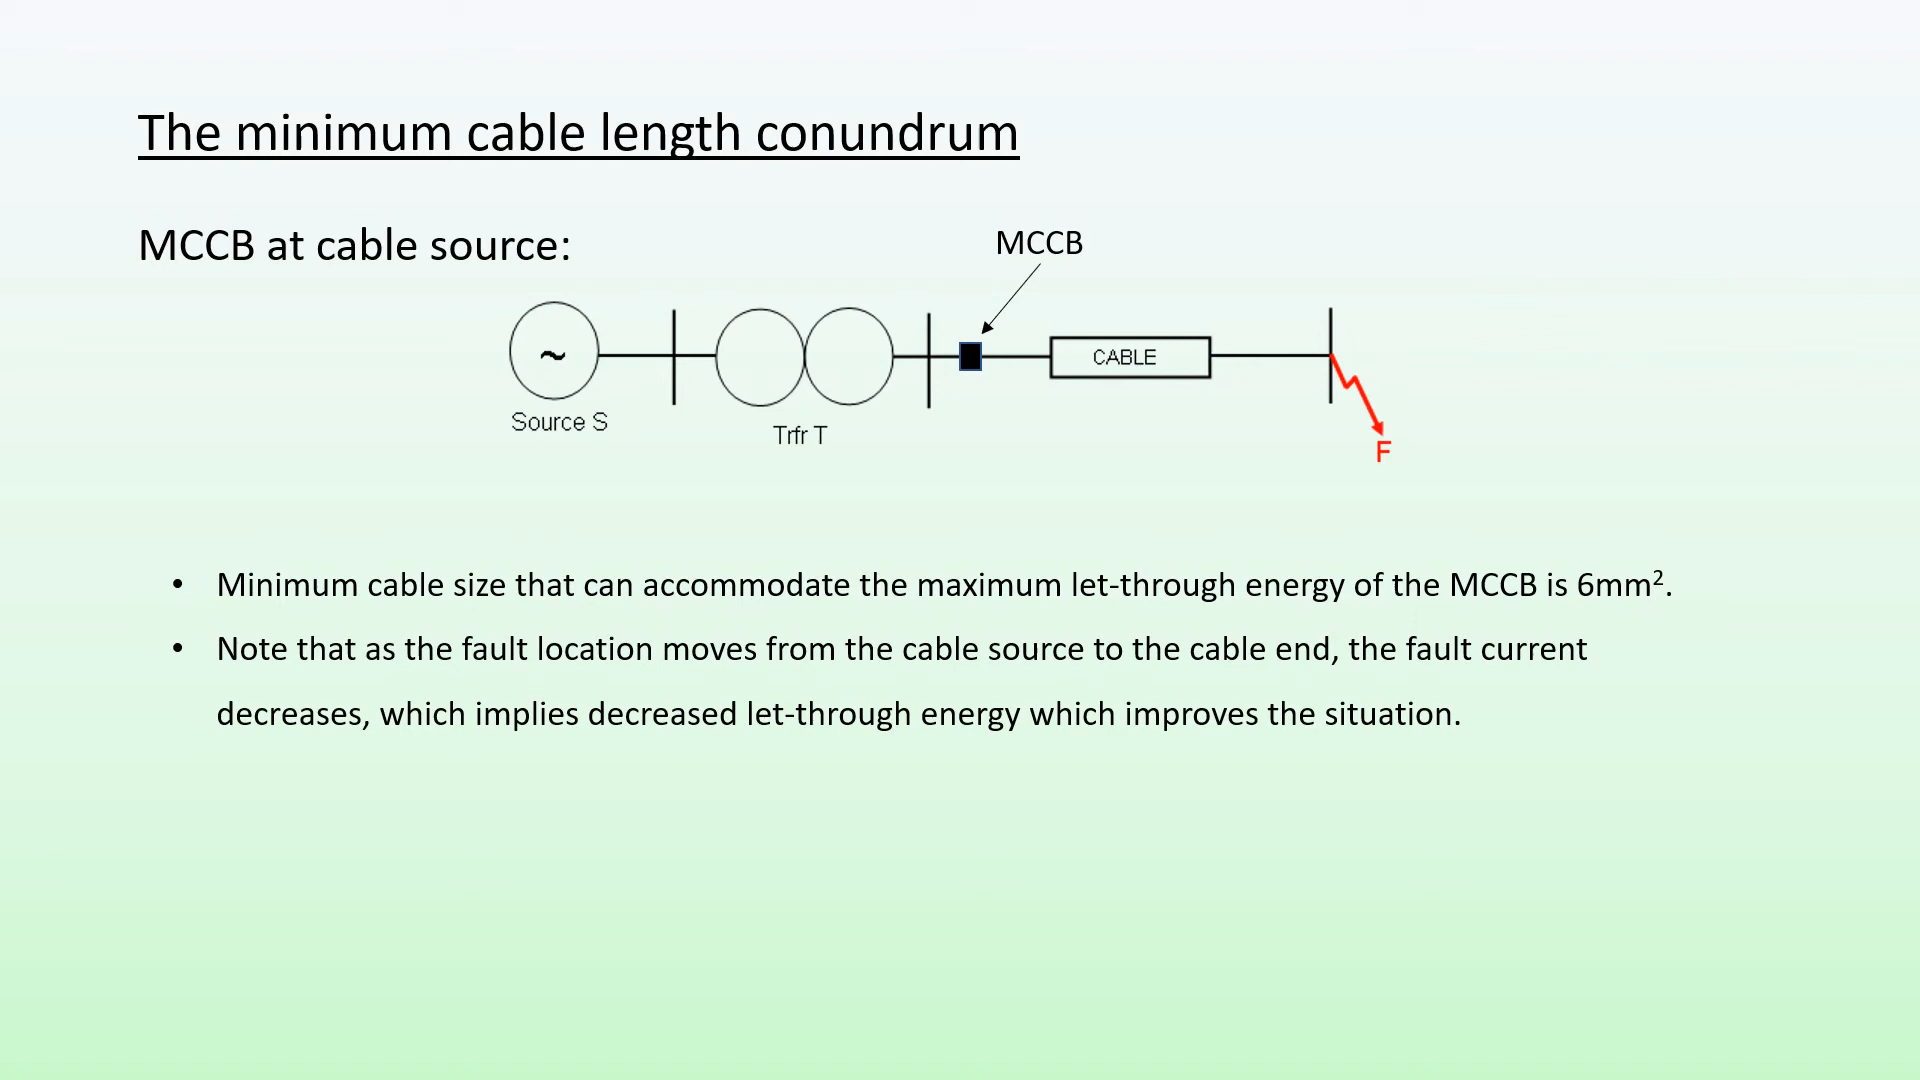 The minimum cable length conundrum
MCCB at cable source:
MCCB
~
CABLE
Source S
Trfr T
F
• Minimum cable size that can accommodate the maximum let-through energy of the MCCB is 6mm².
• Note that as the fault location moves from the cable source to the cable end, the fault current
decreases, which implies decreased let-through energy which improves the situation.